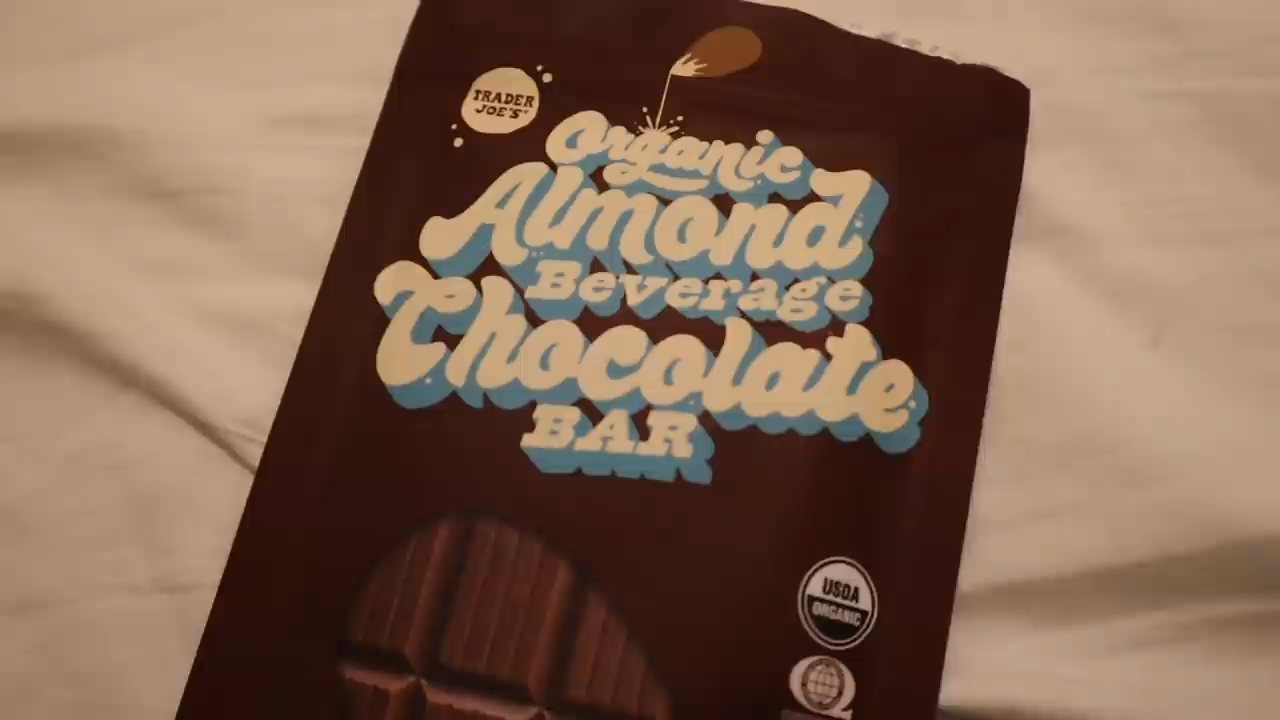 TRADER
JOE'S
Organic
Almond
Beverage
Chocolate
BAR
USDA
ORGANIC
Q